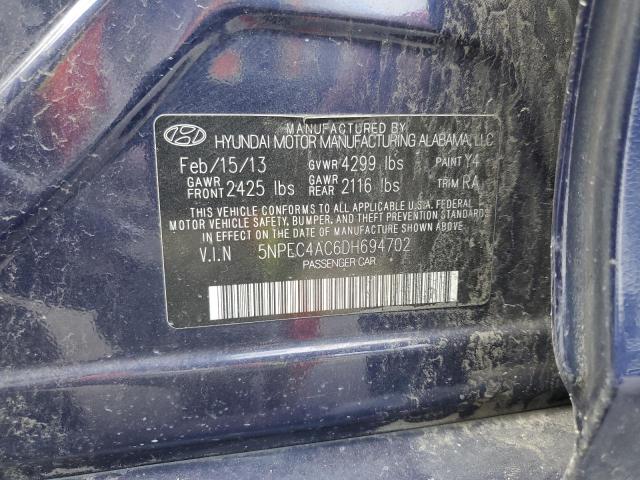 MANUFACTURED BY
HYUNDAI MOTOR MANUFACTURING ALABAMA, LLC
Feb/15/13 GVWR 4299 lbs PAINT Y4
GAWR FRONT 2425 lbs GAWR REAR 2116 lbs TRIM RA
THIS VEHICLE CONFORMS TO ALL APPLICABLE U.S.A. FEDERAL
MOTOR VEHICLE SAFETY, BUMPER, AND THEFT PREVENTION STANDARDS
IN EFFECT ON THE DATE OF MANUFACTURE SHOWN ABOVE.
V.I.N 5NPEC4AC6DH694702
PASSENGER CAR